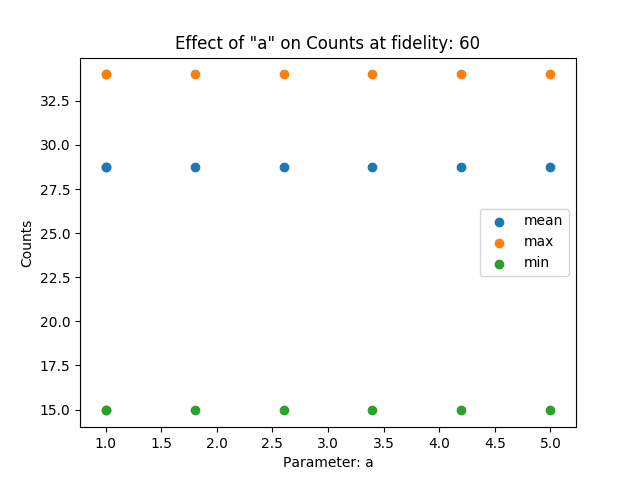 Effect of "a" on Counts at fidelity: 60
32.5
30.0
27.5
25.0
22.5
20.0
17.5
15.0
Counts
mean
max
min
1.0 1.5 2.0 2.5 3.0 3.5 4.0 4.5 5.0
Parameter: a